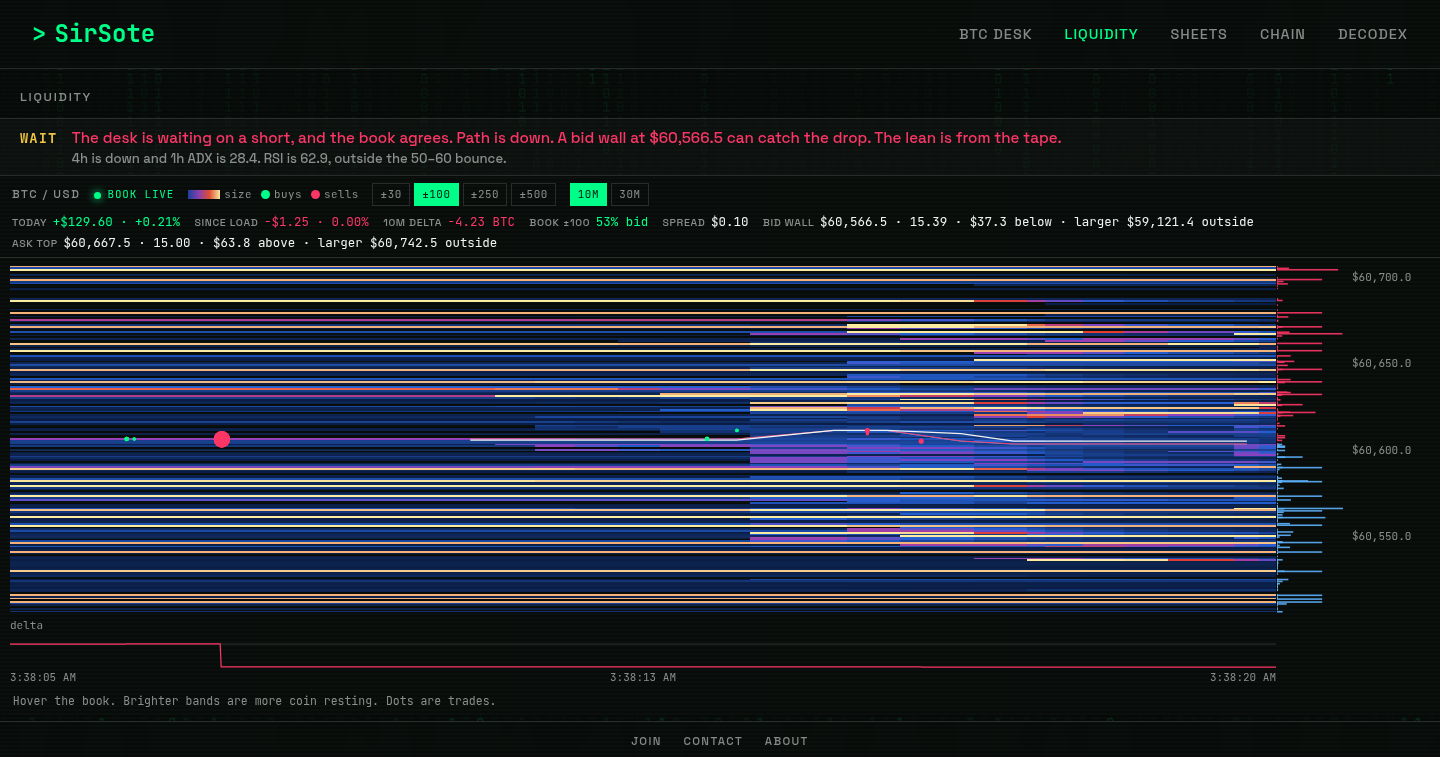 > SirSote
BTC DESK LIQUIDITY SHEETS CHAIN DECODEX
LIQUIDITY
WAIT The desk is waiting on a short, and the book agrees. Path is down. A bid wall at $60,566.5 can catch the drop. The lean is from the tape.
4h is down and 1h ADX is 28.4. RSI is 62.9, outside the 50–60 bounce.
BTC / USD BOOK LIVE size buys sells ±30 ±100 ±250 ±500 10M 30M
TODAY +$129.60 · +0.21% SINCE LOAD -$1.25 · 0.00% 10M DELTA -4.23 BTC BOOK ±100 53% bid SPREAD $0.10 BID WALL $60,566.5 · 15.39 · $37.3 below · larger $59,121.4 outside
ASK TOP $60,667.5 · 15.00 · $63.8 above · larger $60,742.5 outside
$60,700.0
$60,650.0
$60,600.0
$60,550.0
delta
3:38:05 AM 3:38:13 AM 3:38:20 AM
Hover the book. Brighter bands are more coin resting. Dots are trades.
JOIN CONTACT ABOUT